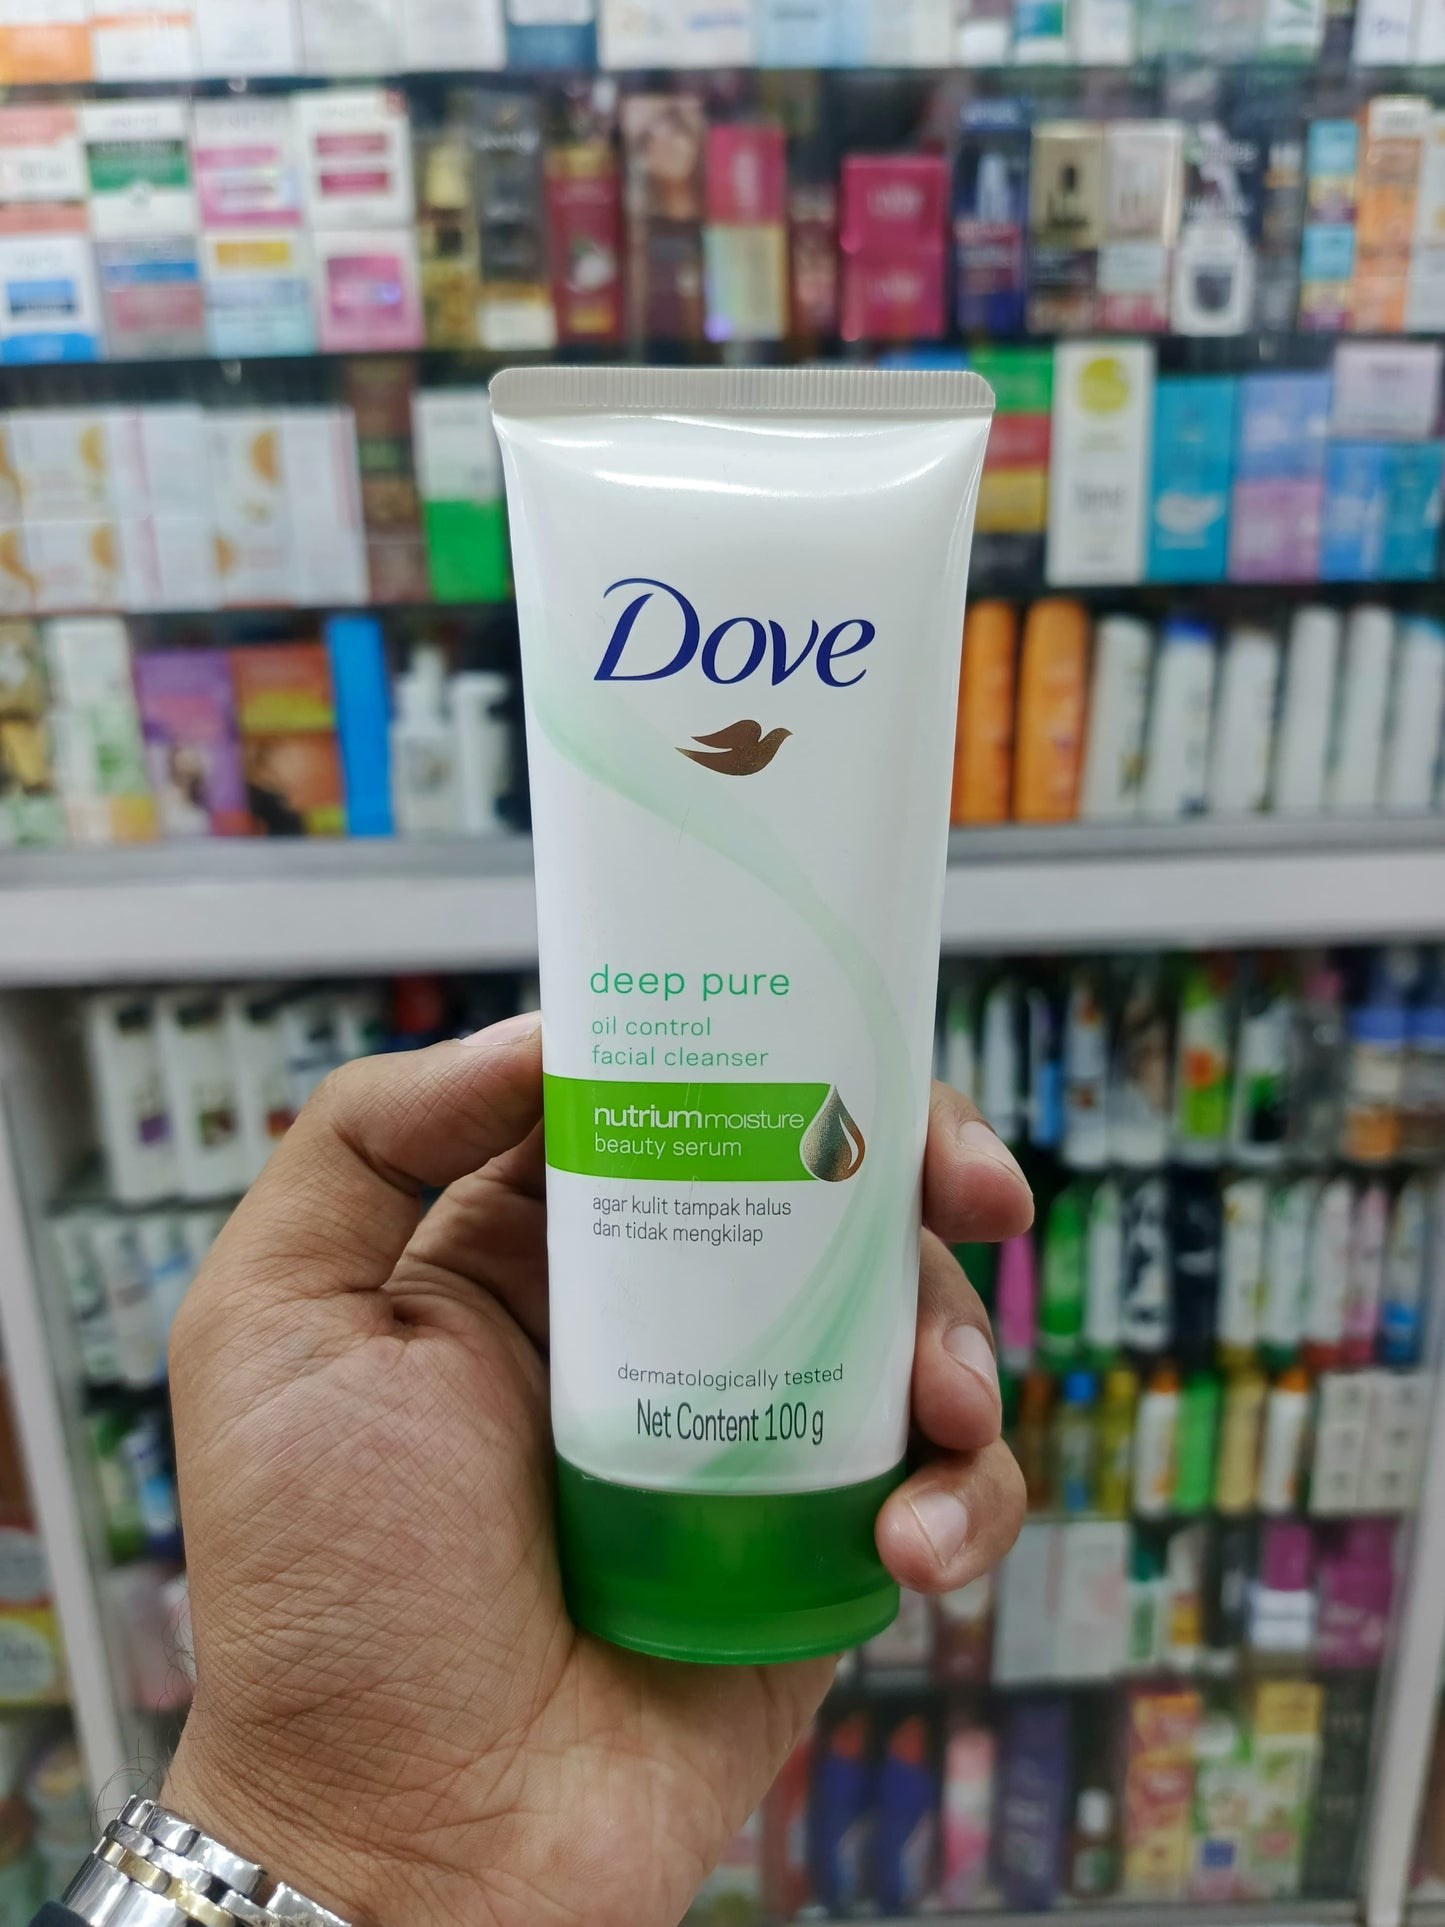 Dove
deep pure
oil control
facial cleanser
nutriummoisture
beauty serum
agar kulit tampak halus
dan tidak mengkilap
dermatologically tested
Net Content 100 g